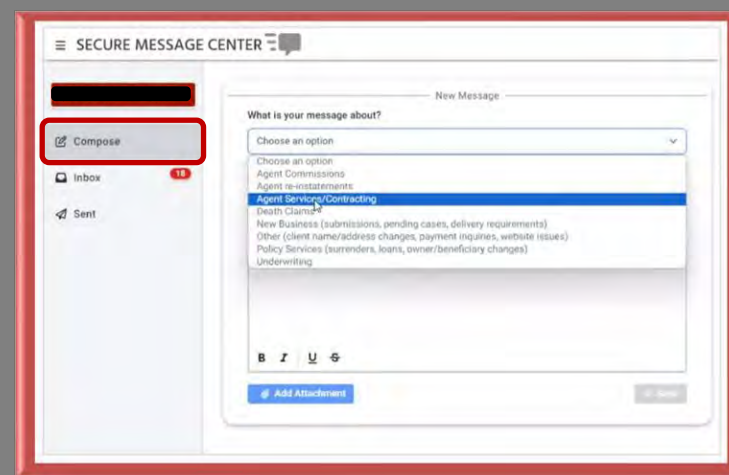 SECURE MESSAGE CENTER
New Message
What is your message about?
Compose
Choose an option
Choose an option
Agent Commissions
Inbox
18
Agent re-instatements
Agent Services/Contracting
Death Claims
Sent
New Business (submissions, pending cases, delivery requirements)
Other (client name/address changes, payment inquiries, website issues)
Policy Services (surrenders, loans, owner/beneficiary changes)
Underwriting
B I U S
Add Attachment